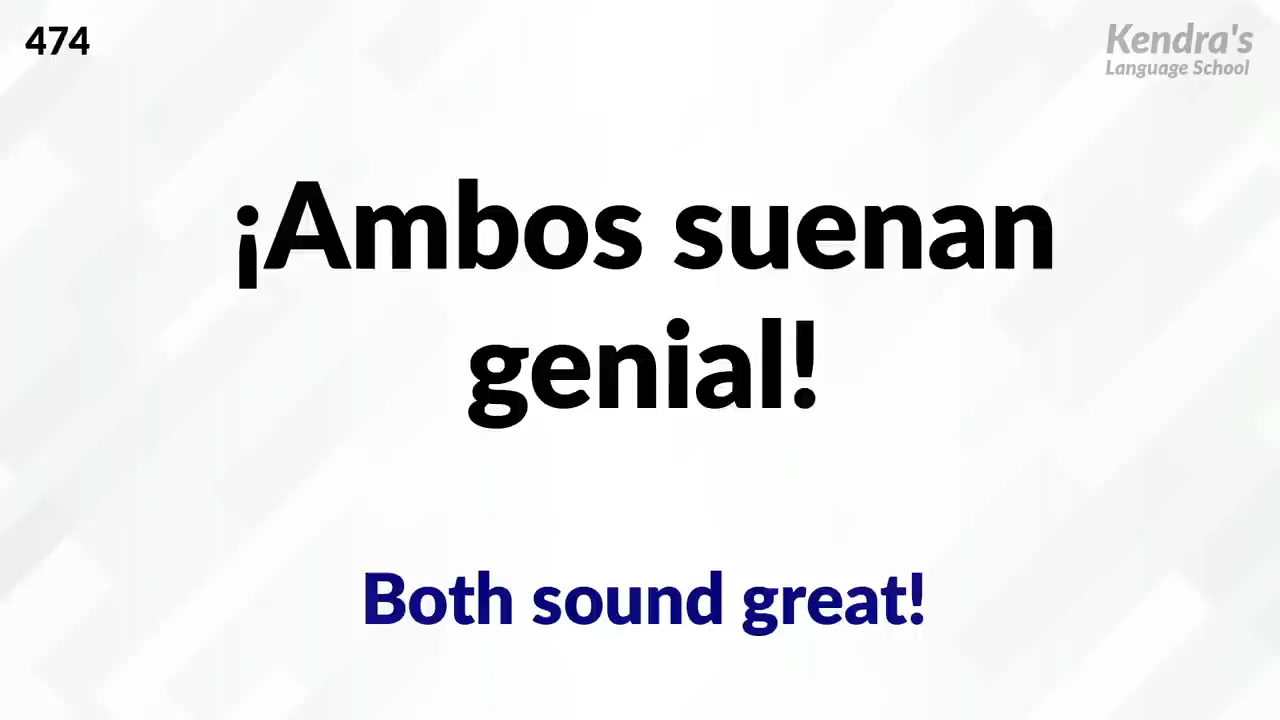 474
Kendra's
Language School
¡Ambos suenan
genial!
Both sound great!